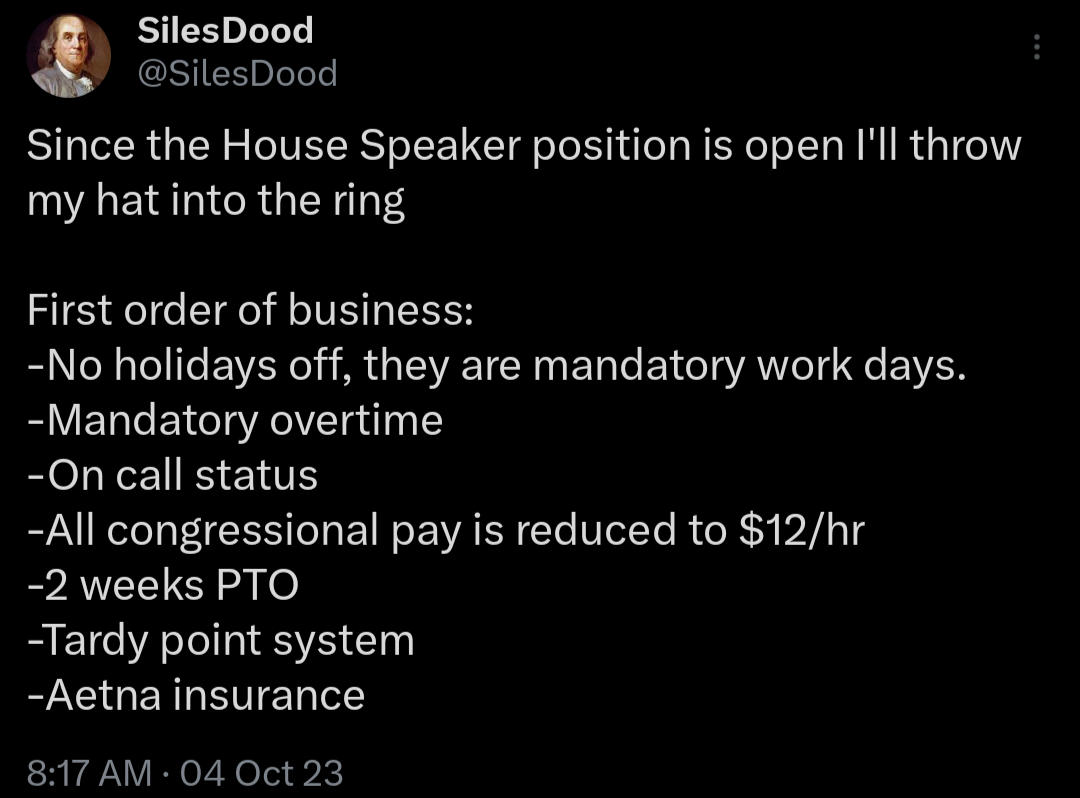 SilesDood
@SilesDood
Since the House Speaker position is open I'll throw
my hat into the ring
First order of business:
-No holidays off, they are mandatory work days.
-Mandatory overtime
-On call status
-All congressional pay is reduced to $12/hr
-2 weeks PTO
-Tardy point system
-Aetna insurance
8:17 AM · 04 Oct 23